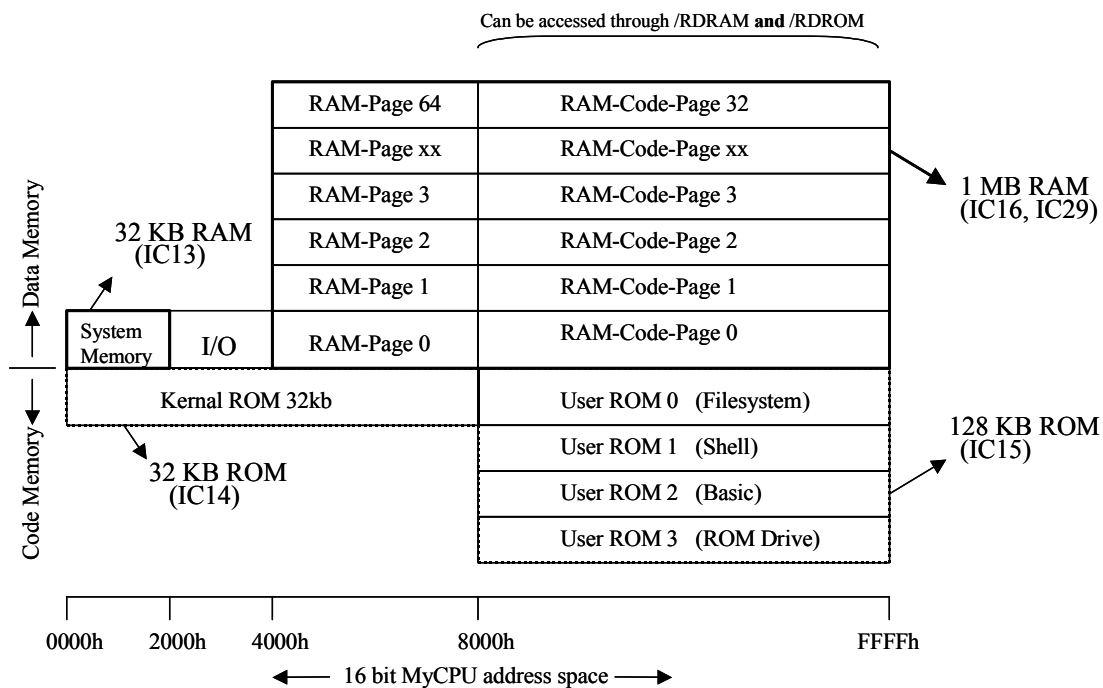 Can be accessed through /RDRAM and /RDROM
RAM-Page 64
RAM-Code-Page 32
RAM-Page xx
RAM-Code-Page xx
RAM-Page 3
RAM-Code-Page 3
RAM-Page 2
RAM-Code-Page 2
RAM-Page 1
RAM-Code-Page 1
RAM-Page 0
RAM-Code-Page 0
1 MB RAM
(IC16, IC29)
Data Memory
32 KB RAM
(IC13)
System
Memory
I/O
Code Memory
Kernal ROM 32kb
32 KB ROM
(IC14)
User ROM 0 (Filesystem)
User ROM 1 (Shell)
User ROM 2 (Basic)
User ROM 3 (ROM Drive)
128 KB ROM
(IC15)
0000h
2000h
4000h
8000h
FFFFh
16 bit MyCPU address space